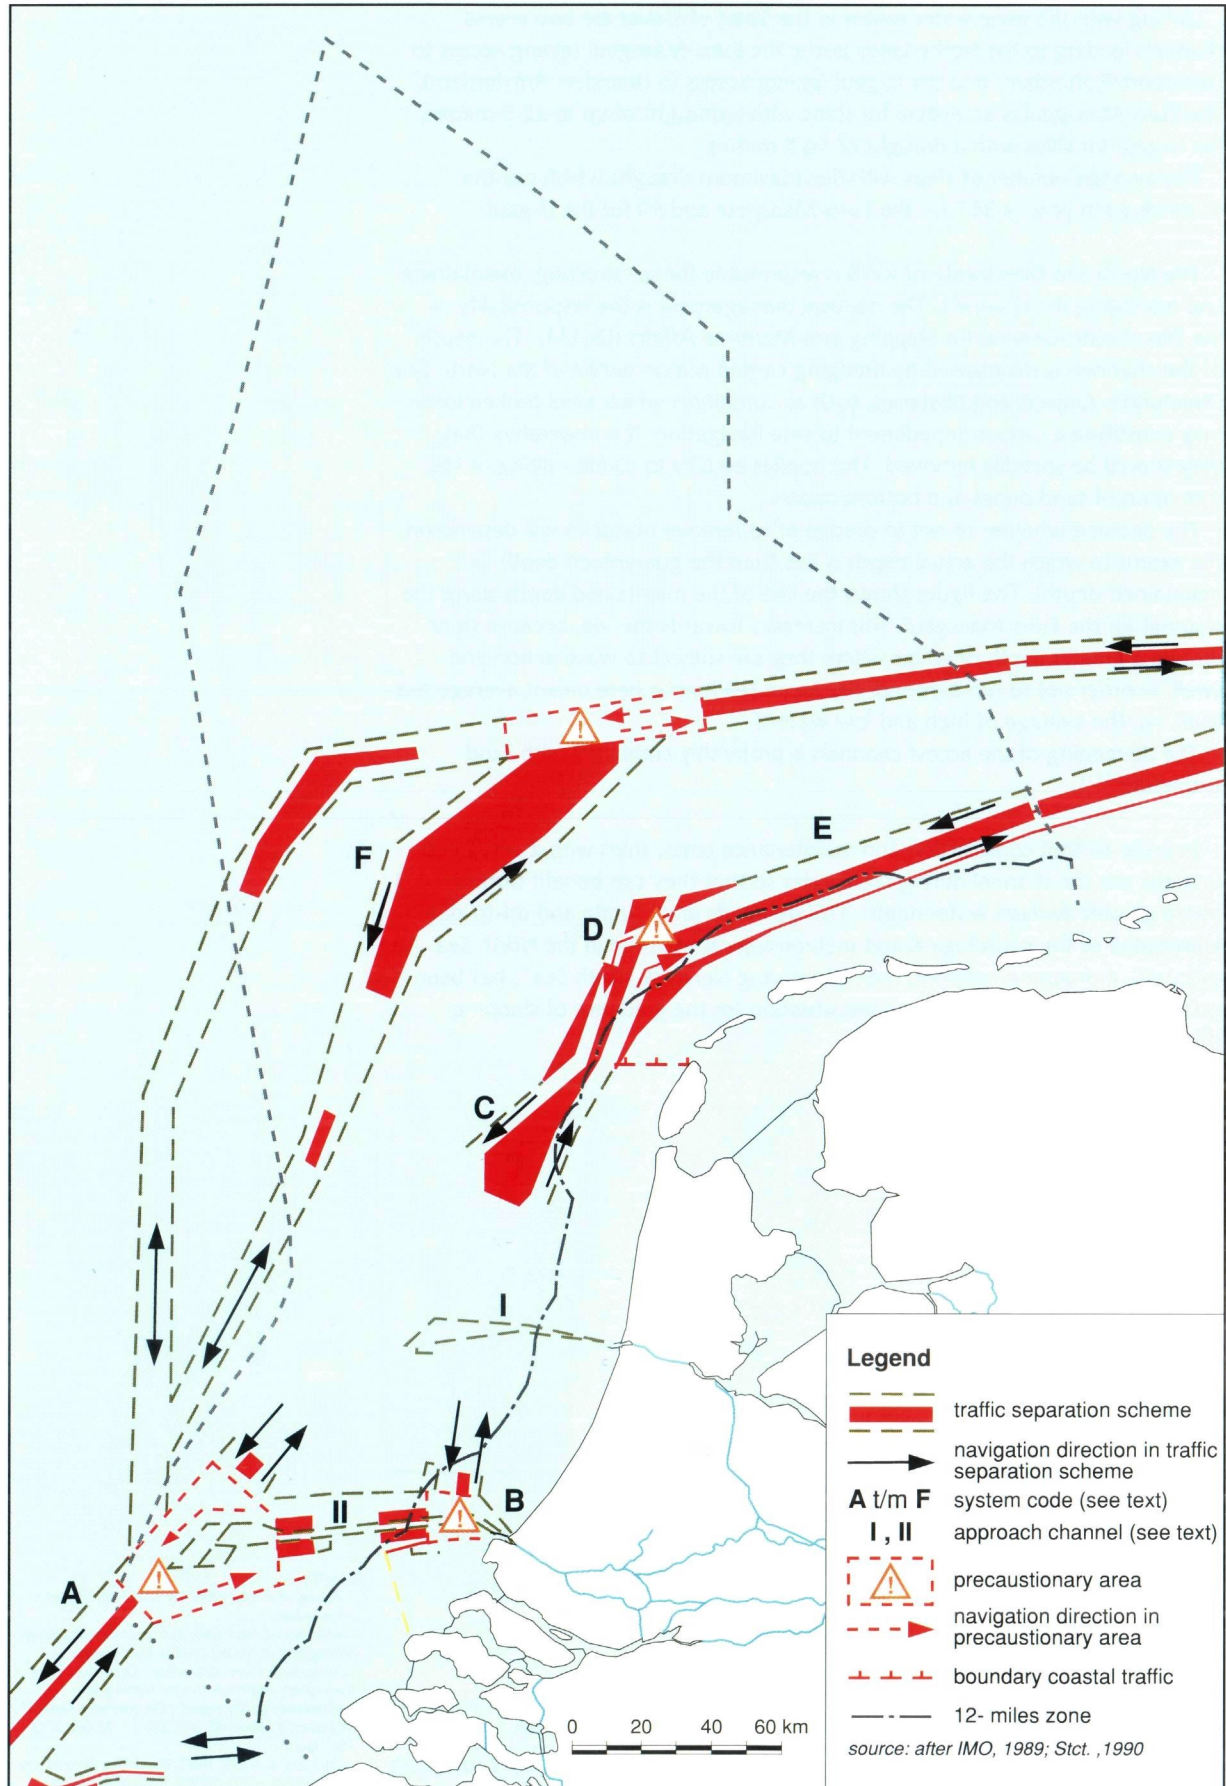 F
E
D
C
I
II
B
A
Legend
traffic separation scheme
navigation direction in traffic
separation scheme
A t/m F system code (see text)
I , II approach channel (see text)
precaustionary area
navigation direction in
precaustionary area
boundary coastal traffic
12- miles zone
0 20 40 60 km
source: after IMO, 1989; Stct. ,1990